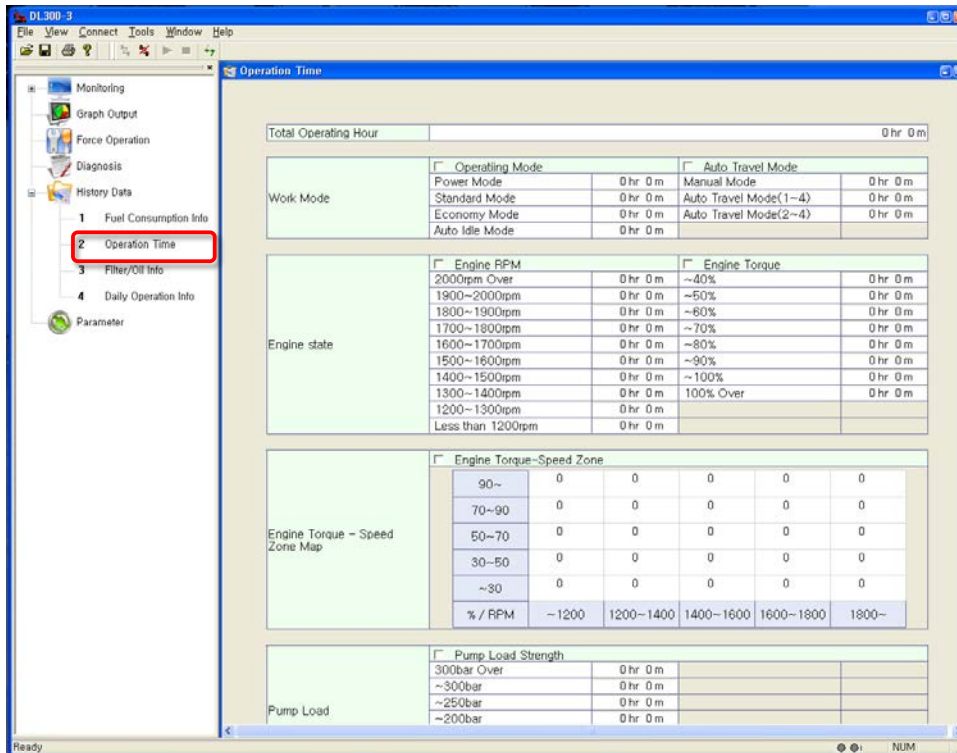 DL300-3
File View Connect Tools Window Help
Monitoring
Graph Output
Force Operation
Diagnosis
History Data
1 Fuel Consumption Info
2 Operation Time
3 Filter/Oil Info
4 Daily Operation Info
Parameter
Operation Time
Total Operating Hour 0 hr 0 m
Work Mode
Operatiing Mode Auto Travel Mode
Power Mode 0 hr 0 m Manual Mode 0 hr 0 m
Standard Mode 0 hr 0 m Auto Travel Mode(1~4) 0 hr 0 m
Economy Mode 0 hr 0 m Auto Travel Mode(2~4) 0 hr 0 m
Auto Idle Mode 0 hr 0 m
Engine state
Engine RPM Engine Torque
2000rpm Over 0 hr 0 m ~40% 0 hr 0 m
1900~2000rpm 0 hr 0 m ~50% 0 hr 0 m
1800~1900rpm 0 hr 0 m ~60% 0 hr 0 m
1700~1800rpm 0 hr 0 m ~70% 0 hr 0 m
1600~1700rpm 0 hr 0 m ~80% 0 hr 0 m
1500~1600rpm 0 hr 0 m ~90% 0 hr 0 m
1400~1500rpm 0 hr 0 m ~100% 0 hr 0 m
1300~1400rpm 0 hr 0 m 100% Over 0 hr 0 m
1200~1300rpm 0 hr 0 m
Less than 1200rpm 0 hr 0 m
Engine Torque - Speed
Zone Map
Engine Torque-Speed Zone
90~ 0 0 0 0 0
70~90 0 0 0 0 0
50~70 0 0 0 0 0
30~50 0 0 0 0 0
~30 0 0 0 0 0
% / RPM ~1200 1200~1400 1400~1600 1600~1800 1800~
Pump Load
Pump Load Strength
300bar Over 0 hr 0 m
~300bar 0 hr 0 m
~250bar 0 hr 0 m
~200bar 0 hr 0 m
Ready NUM